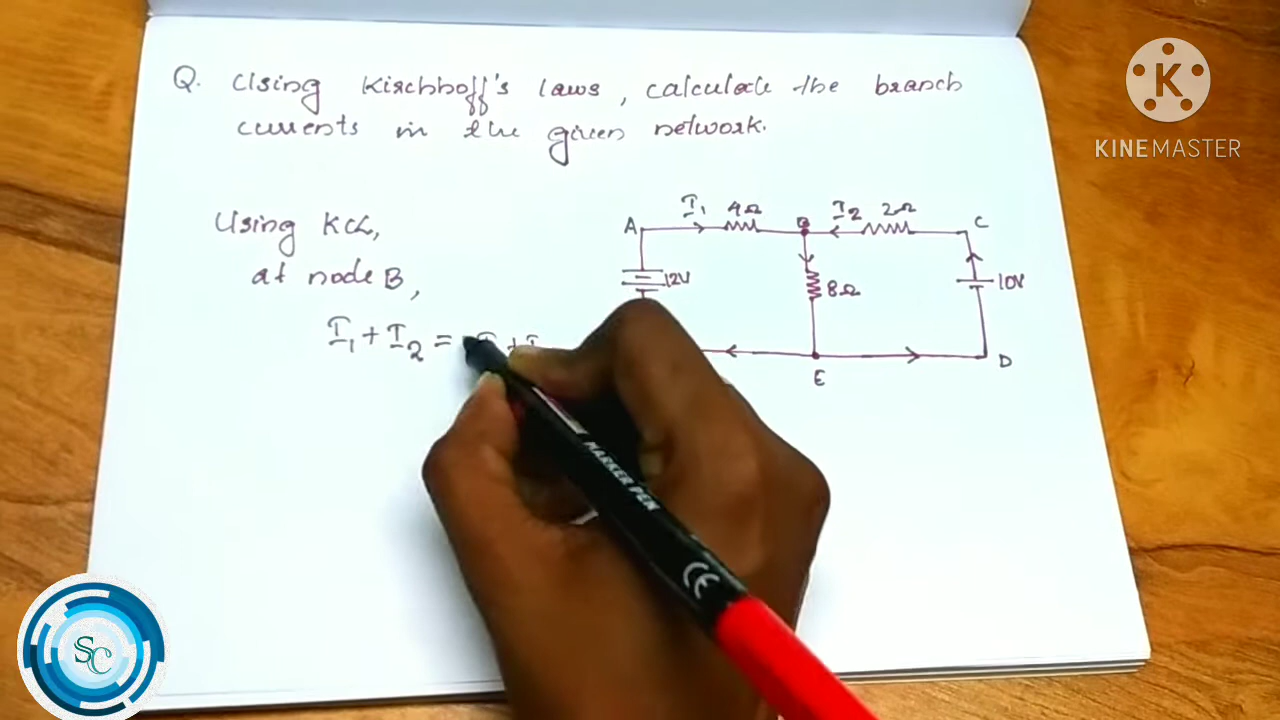 Q. Using Kirchhoff's laws, calculate the branch
currents in the given network.
K
KINEMASTER
Using KCL,
at node B,
I₁ + I₂ =
A I₁ 4Ω B I₂ 2Ω C
12V 8Ω 10V
E D
MARKER PEN
CE
SC